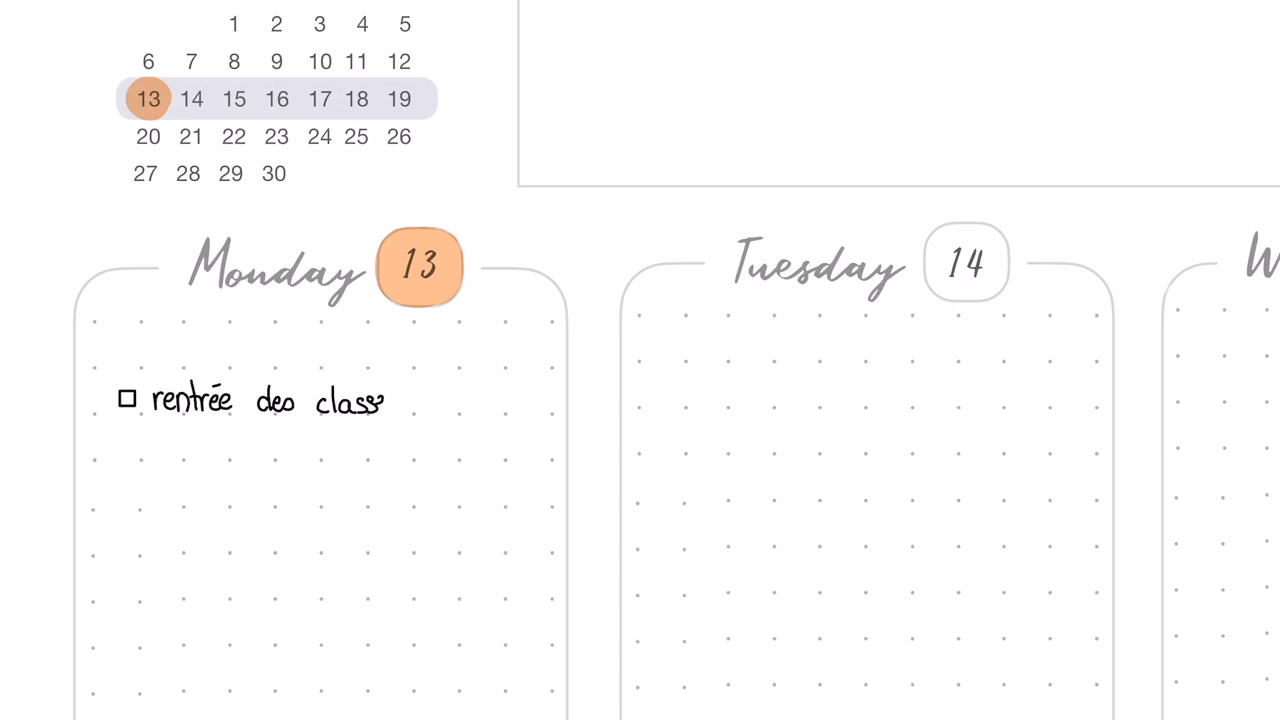 1 2 3 4 5
6 7 8 9 10 11 12
13 14 15 16 17 18 19
20 21 22 23 24 25 26
27 28 29 30
Monday 13
Tuesday 14
rentrée des class